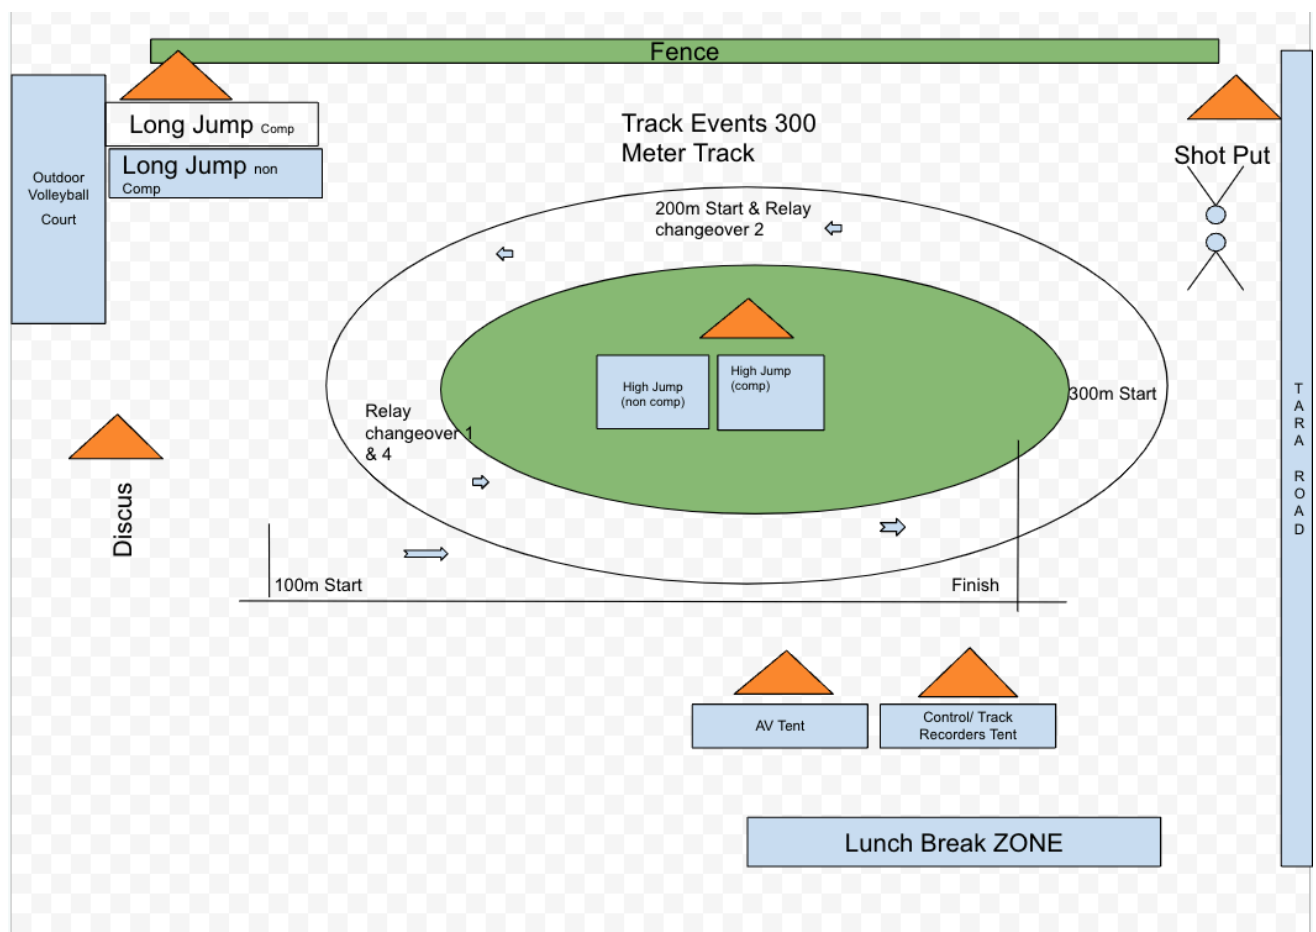 Fence
Long Jump Comp
Long Jump non
Comp
Outdoor
Volleyball
Court
Track Events 300
Meter Track
Shot Put
200m Start & Relay
changeover 2
High Jump
(non comp)
High Jump
(comp)
300m Start
Relay
changeover 1
& 4
Discus
100m Start
Finish
TARA ROAD
AV Tent
Control/ Track
Recorders Tent
Lunch Break ZONE